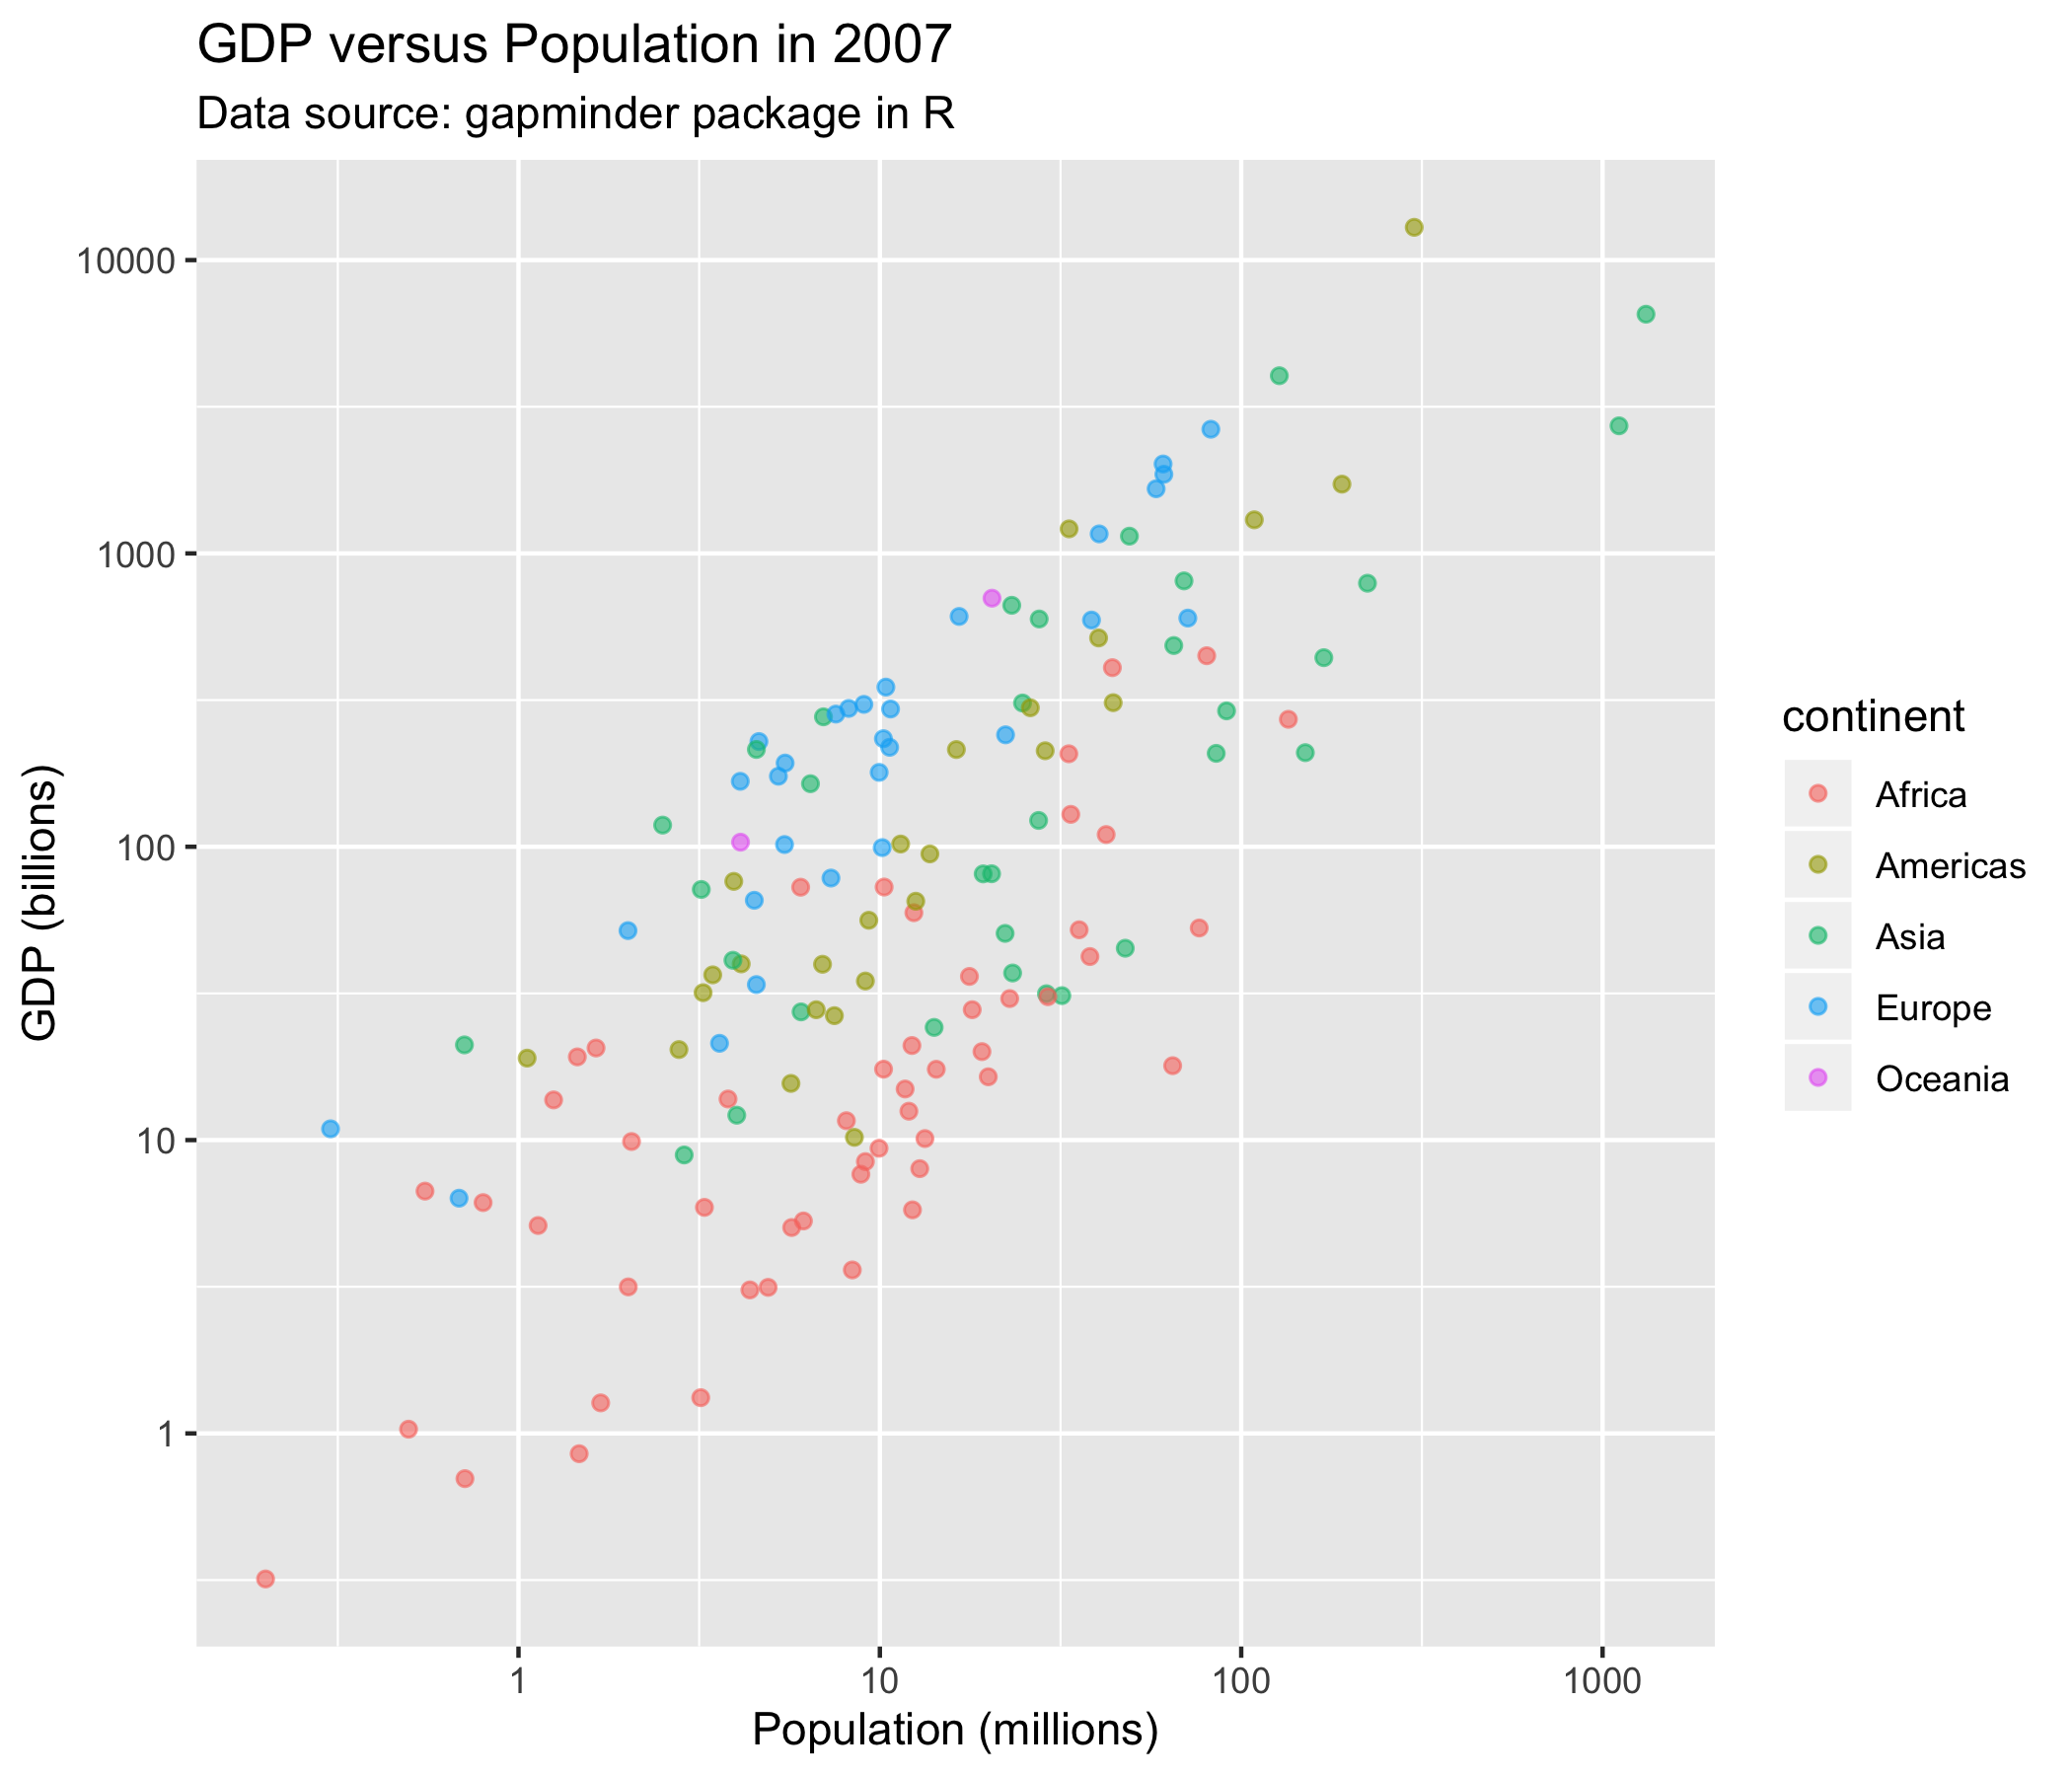 GDP versus Population in 2007
Data source: gapminder package in R
10000
1000
100
10
1
GDP (billions)
1
10
100
1000
Population (millions)
continent
Africa
Americas
Asia
Europe
Oceania